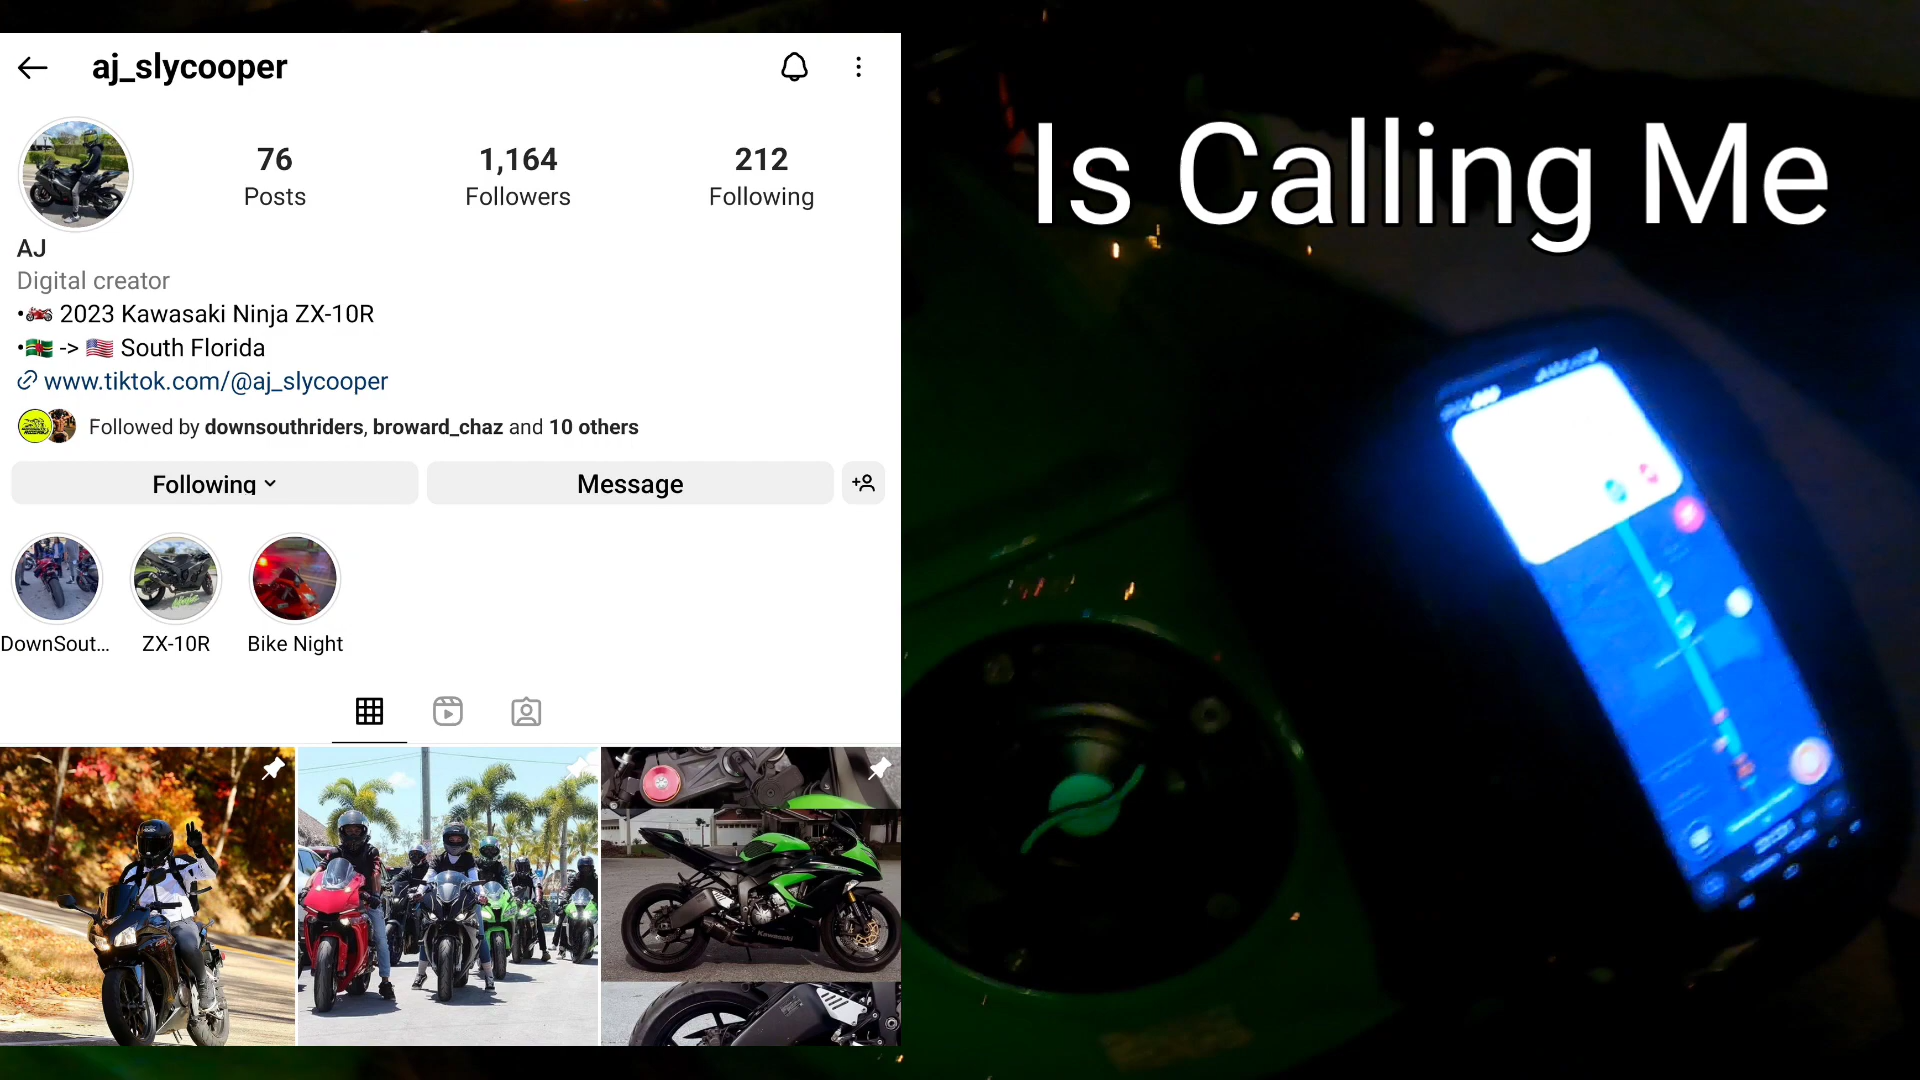 aj_slycooper
76
Posts
1,164
Followers
212
Following
AJ
Digital creator
•🏍 2023 Kawasaki Ninja ZX-10R
•🇩🇲 -> 🇺🇸 South Florida
www.tiktok.com/@aj_slycooper
Followed by downsouthriders, broward_chaz and 10 others
Following
Message
DownSout...
ZX-10R
Bike Night
Kawasaki
Is Calling Me